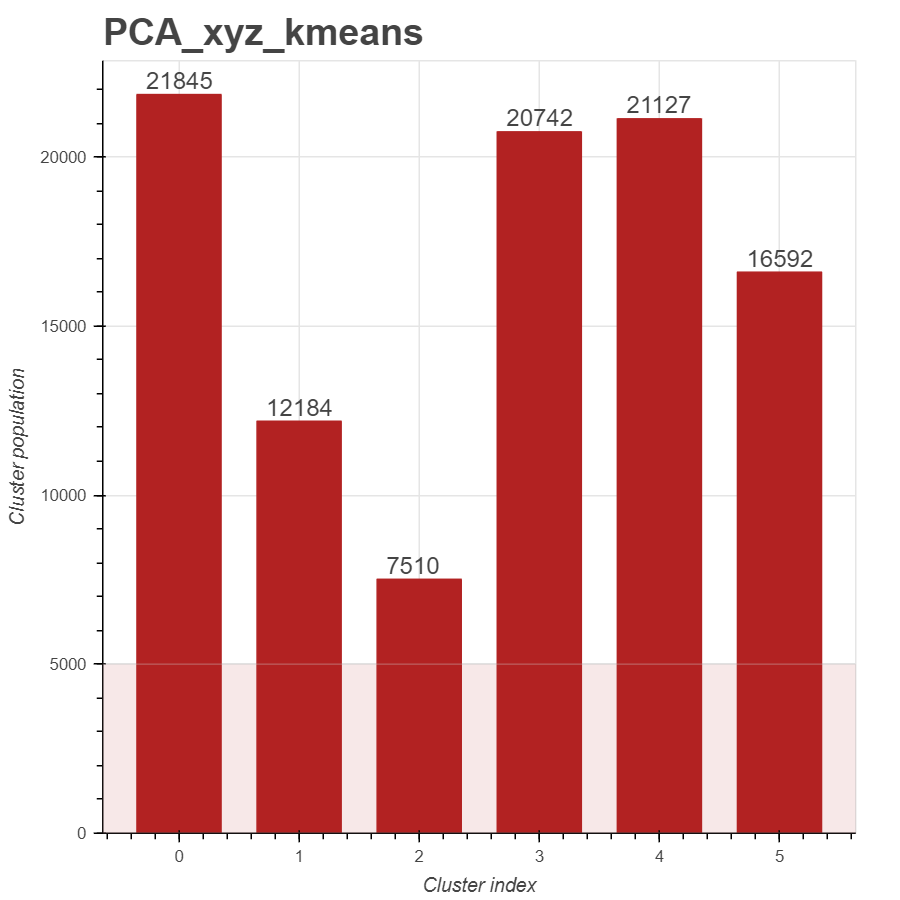 PCA_xyz_kmeans
21845
12184
7510
20742
21127
16592
20000
15000
10000
5000
0
Cluster population
0 1 2 3 4 5
Cluster index